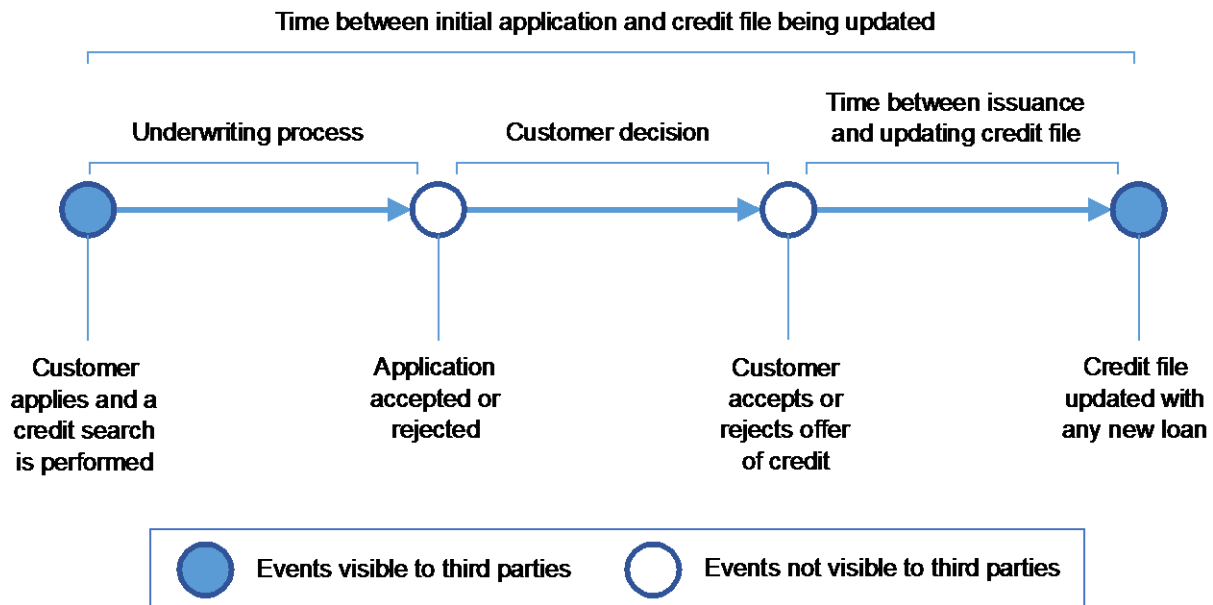 Time between initial application and credit file being updated
Underwriting process
Customer decision
Time between issuance
and updating credit file
Customer
applies and a
credit search
is performed
Application
accepted or
rejected
Customer
accepts or
rejects offer
of credit
Credit file
updated with
any new loan
Events visible to third parties
Events not visible to third parties